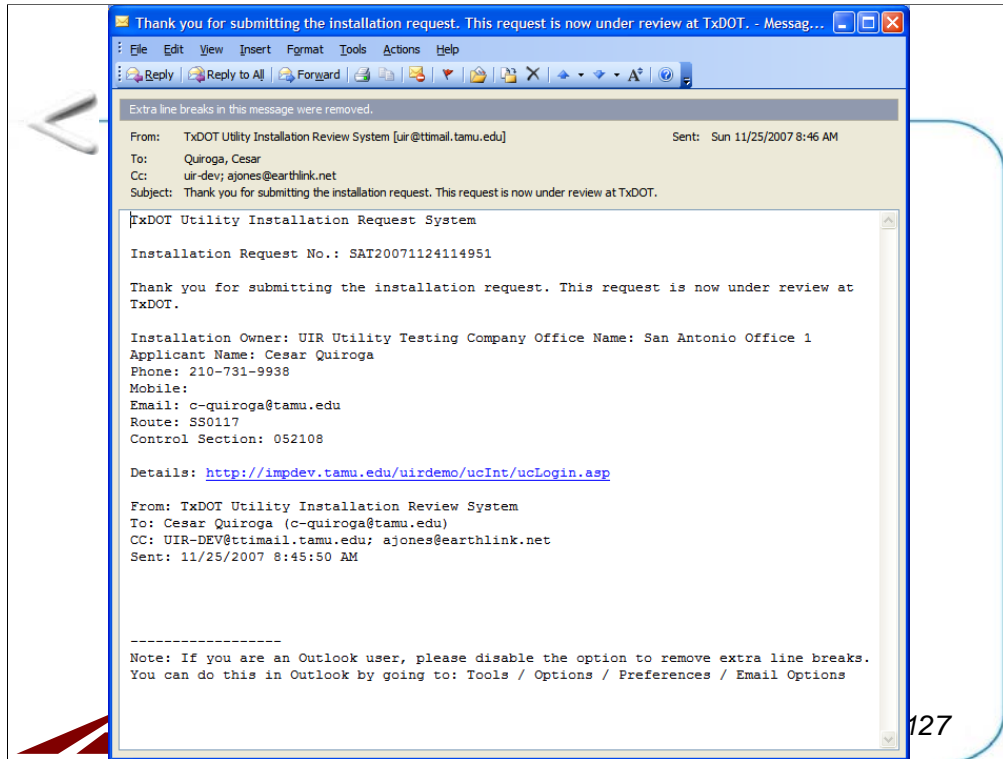 Thank you for submitting the installation request. This request is now under review at TxDOT. - Messag...
File Edit View Insert Format Tools Actions Help
Reply Reply to All Forward
Extra line breaks in this message were removed.
From: TxDOT Utility Installation Review System [uir@ttimail.tamu.edu] Sent: Sun 11/25/2007 8:46 AM
To: Quiroga, Cesar
Cc: uir-dev; ajones@earthlink.net
Subject: Thank you for submitting the installation request. This request is now under review at TxDOT.
TxDOT Utility Installation Request System
Installation Request No.: SAT20071124114951
Thank you for submitting the installation request. This request is now under review at
TxDOT.
Installation Owner: UIR Utility Testing Company Office Name: San Antonio Office 1
Applicant Name: Cesar Quiroga
Phone: 210-731-9938
Mobile:
Email: c-quiroga@tamu.edu
Route: SS0117
Control Section: 052108
Details: http://impdev.tamu.edu/uirdemo/ucInt/ucLogin.asp
From: TxDOT Utility Installation Review System
To: Cesar Quiroga (c-quiroga@tamu.edu)
CC: UIR-DEV@ttimail.tamu.edu; ajones@earthlink.net
Sent: 11/25/2007 8:45:50 AM
------------------
Note: If you are an Outlook user, please disable the option to remove extra line breaks.
You can do this in Outlook by going to: Tools / Options / Preferences / Email Options
127